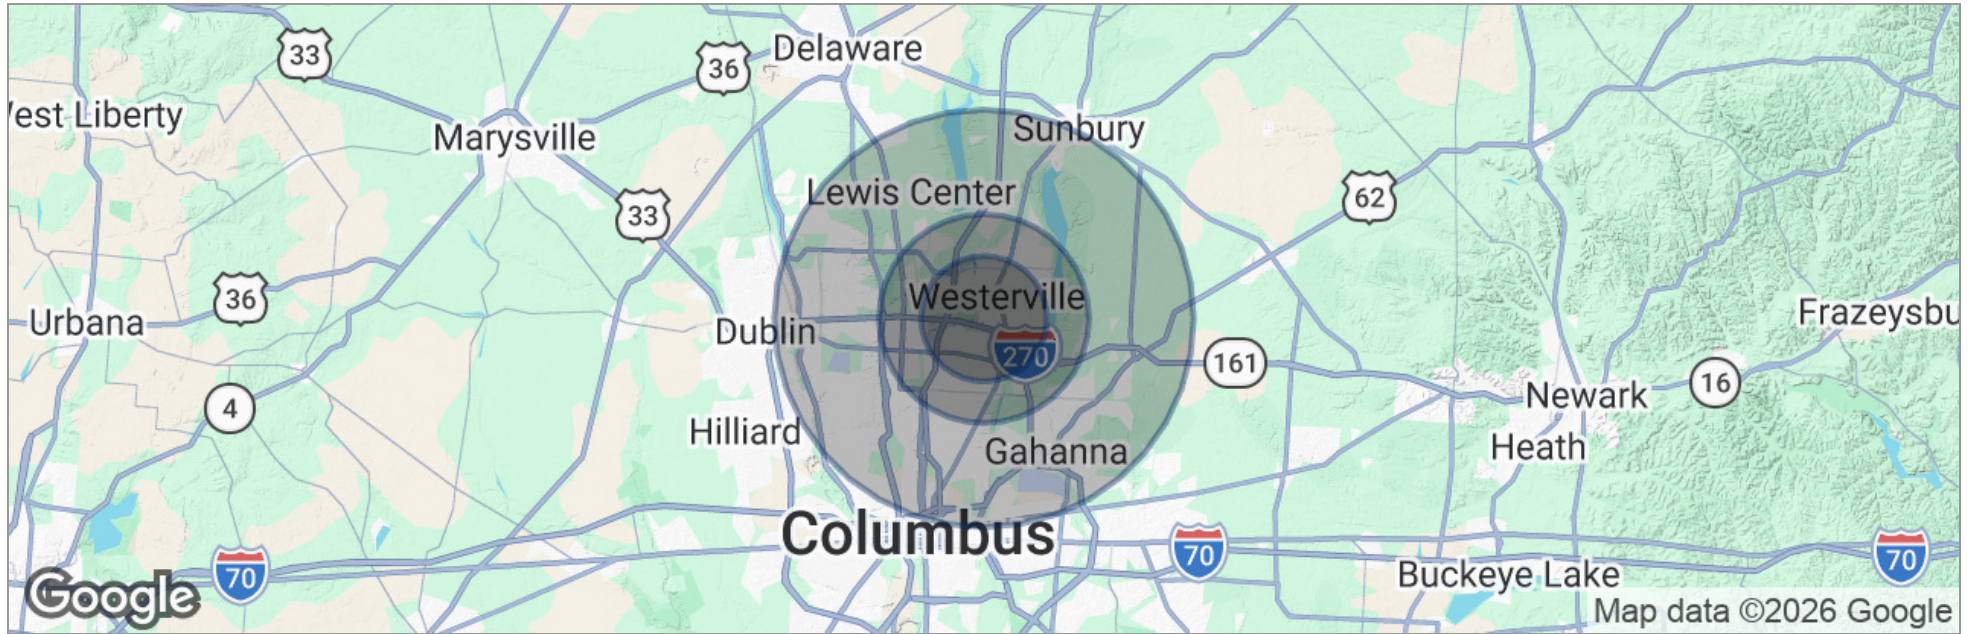 33
36
Delaware
West Liberty
Marysville
Sunbury
Lewis Center
33
62
36
Westerville
Urbana
Dublin
270
161
Frazeysbu
4
16
Newark
Hilliard
Gahanna
Heath
Columbus
70
70
70
Buckeye Lake
Google
Map data ©2026 Google